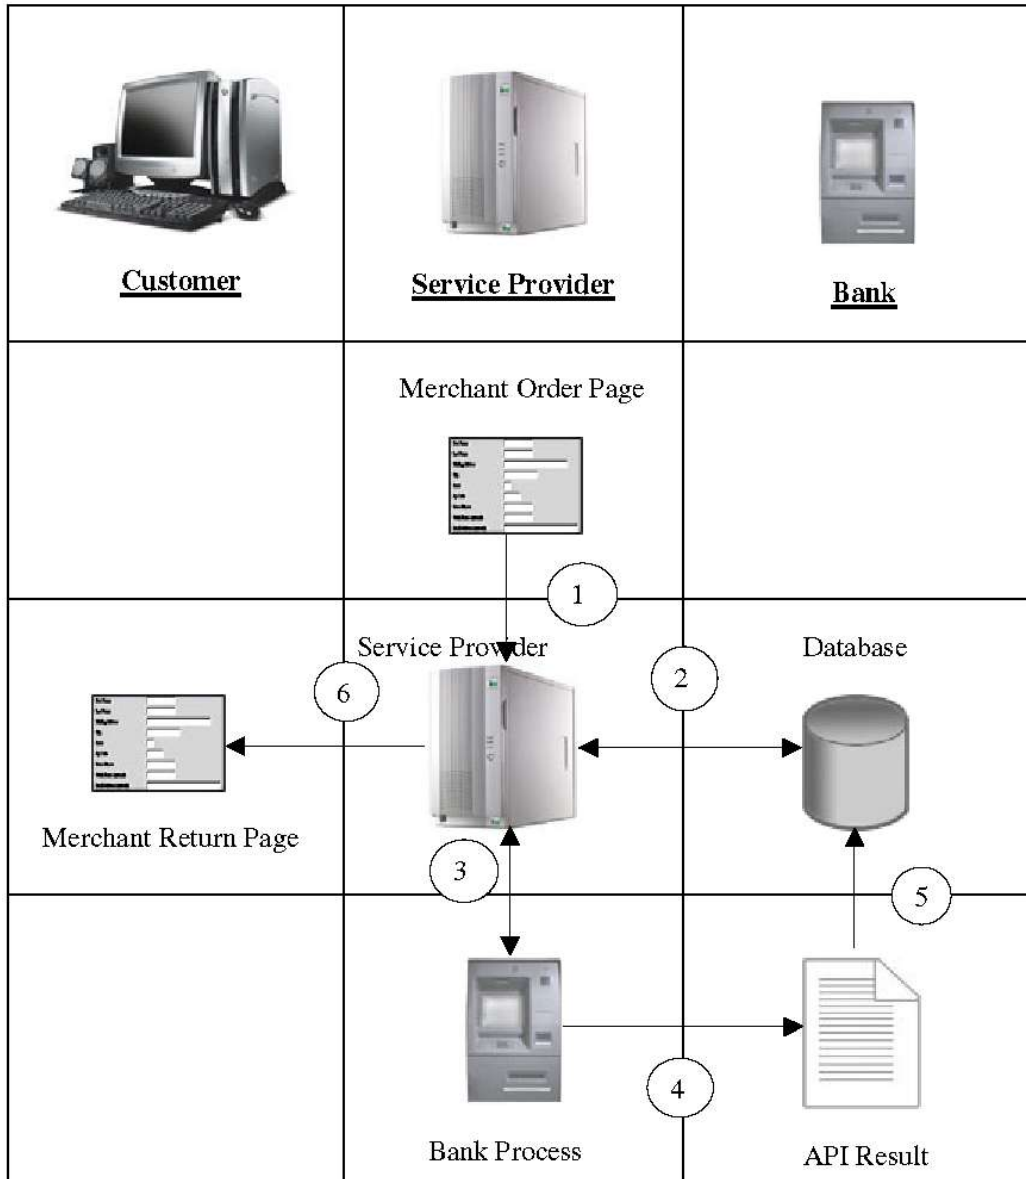 Customer
Service Provider
Bank
Merchant Order Page
1
Service Provider
Database
2
6
Merchant Return Page
3
5
4
Bank Process
API Result